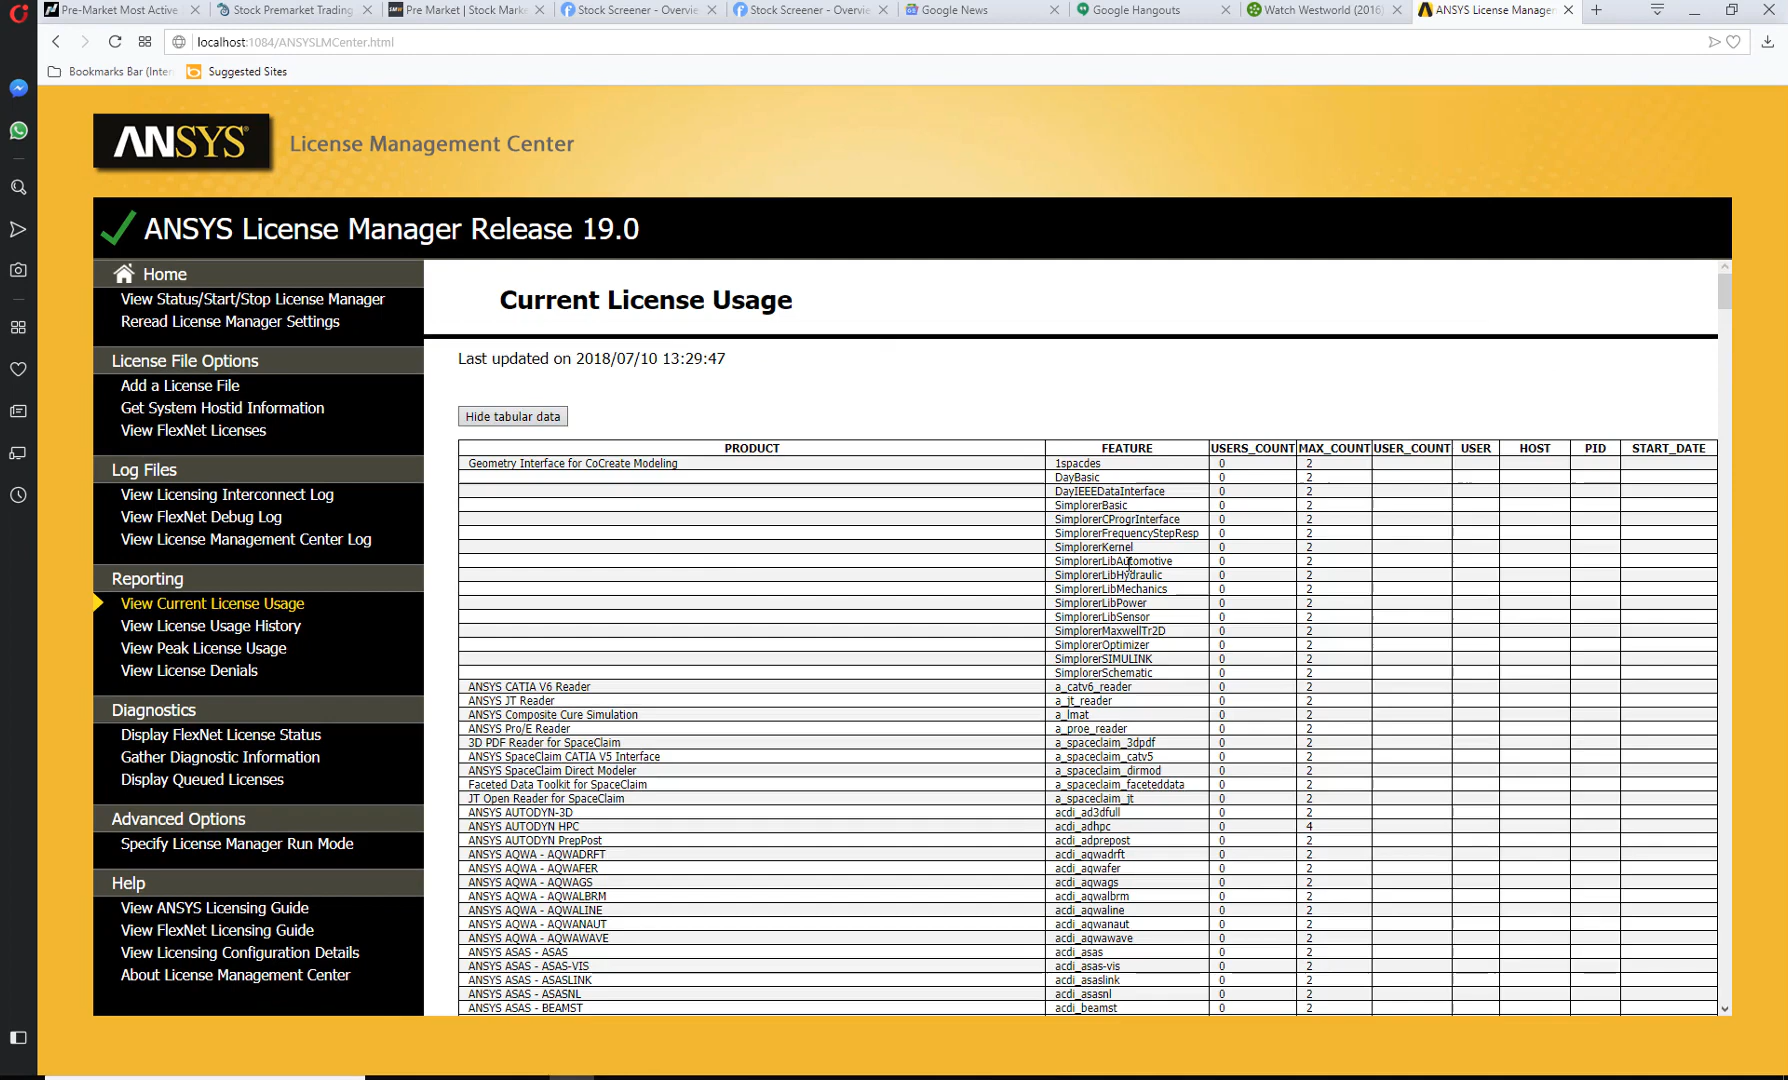 Pre-Market Most Active
Stock Premarket Trading
Pre Market | Stock Marke
Stock Screener - Overvie
Stock Screener - Overvie
Google News
Google Hangouts
Watch Westworld (2016)
ANSYS License Manager
localhost:1084/ANSYSLMCenter.html
Bookmarks Bar (Inter
Suggested Sites
ANSYS
License Management Center
ANSYS License Manager Release 19.0
Home
View Status/Start/Stop License Manager
Reread License Manager Settings
License File Options
Add a License File
Get System Hostid Information
View FlexNet Licenses
Log Files
View Licensing Interconnect Log
View FlexNet Debug Log
View License Management Center Log
Reporting
View Current License Usage
View License Usage History
View Peak License Usage
View License Denials
Diagnostics
Display FlexNet License Status
Gather Diagnostic Information
Display Queued Licenses
Advanced Options
Specify License Manager Run Mode
Help
View ANSYS Licensing Guide
View FlexNet Licensing Guide
View Licensing Configuration Details
About License Management Center
Current License Usage
Last updated on 2018/07/10 13:29:47
Hide tabular data
PRODUCT FEATURE USERS_COUNT MAX_COUNT USER_COUNT USER HOST PID START_DATE
Geometry Interface for CoCreate Modeling 1spacdes 0 2
DayBasic 0 2
DayIEEEDataInterface 0 2
SimplorerBasic 0 2
SimplorerCProgrInterface 0 2
SimplorerFrequencyStepResp 0 2
SimplorerKernel 0 2
SimplorerLibAutomotive 0 2
SimplorerLibHydraulic 0 2
SimplorerLibMechanics 0 2
SimplorerLibPower 0 2
SimplorerLibSensor 0 2
SimplorerMaxwellTr2D 0 2
SimplorerOptimizer 0 2
SimplorerSIMULINK 0 2
SimplorerSchematic 0 2
ANSYS CATIA V6 Reader a_catv6_reader 0 2
ANSYS JT Reader a_jt_reader 0 2
ANSYS Composite Cure Simulation a_lmat 0 2
ANSYS Pro/E Reader a_proe_reader 0 2
3D PDF Reader for SpaceClaim a_spaceclaim_3dpdf 0 2
ANSYS SpaceClaim CATIA V5 Interface a_spaceclaim_catv5 0 2
ANSYS SpaceClaim Direct Modeler a_spaceclaim_dirmod 0 2
Faceted Data Toolkit for SpaceClaim a_spaceclaim_faceteddata 0 2
JT Open Reader for SpaceClaim a_spaceclaim_jt 0 2
ANSYS AUTODYN-3D acdi_ad3dfull 0 2
ANSYS AUTODYN HPC acdi_adhpc 0 4
ANSYS AUTODYN PrepPost acdi_adprepost 0 2
ANSYS AQWA - AQWADRFT acdi_aqwadrft 0 2
ANSYS AQWA - AQWAFER acdi_aqwafer 0 2
ANSYS AQWA - AQWAGS acdi_aqwags 0 2
ANSYS AQWA - AQWALBRM acdi_aqwalbrm 0 2
ANSYS AQWA - AQWALINE acdi_aqwaline 0 2
ANSYS AQWA - AQWANAUT acdi_aqwanaut 0 2
ANSYS AQWA - AQWAWAVE acdi_aqwawave 0 2
ANSYS ASAS - ASAS acdi_asas 0 2
ANSYS ASAS - ASAS-VIS acdi_asas-vis 0 2
ANSYS ASAS - ASASLINK acdi_asaslink 0 2
ANSYS ASAS - ASASNL acdi_asasnl 0 2
ANSYS ASAS - BEAMST acdi_beamst 0 2